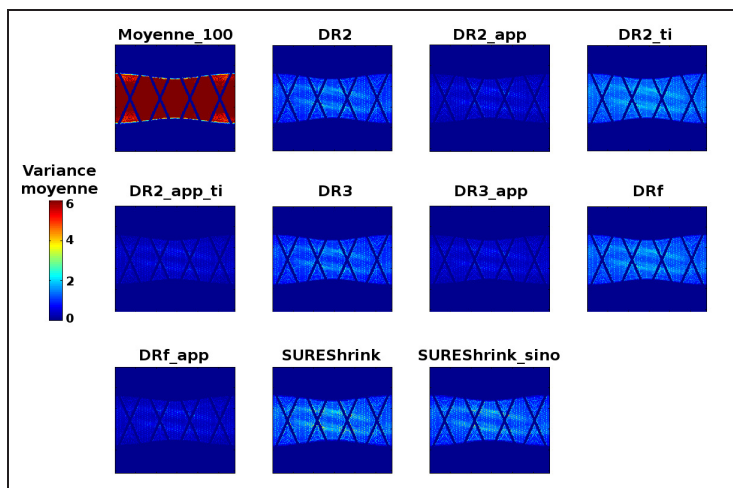 Moyenne_100 DR2 DR2_app DR2_ti
Variance
moyenne
6
4
2
0
DR2_app_ti DR3 DR3_app DRf
DRf_app SUREShrink SUREShrink_sino